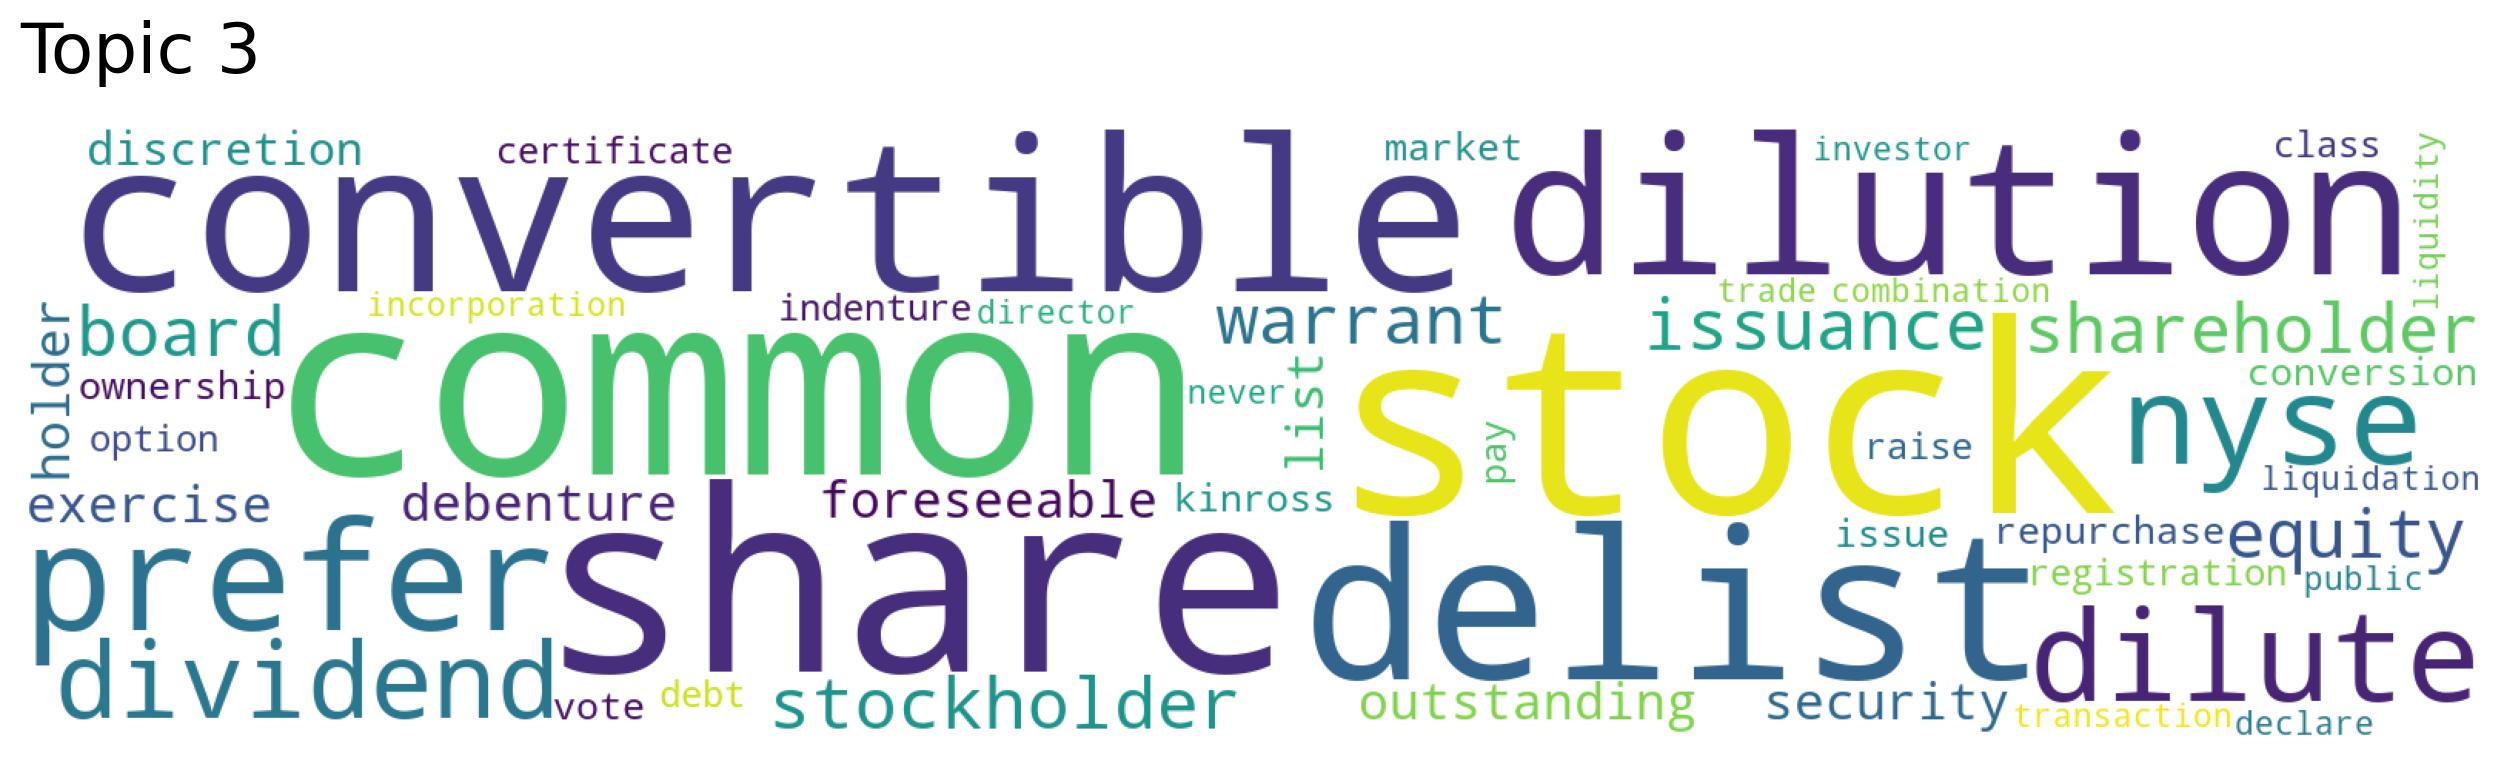 Topic 3
discretion
certificate
market
investor
class
liquidity
convertible
dilution
incorporation
indenture
director
trade combination
holder
board
warrant
issuance
shareholder
common
stock
ownership
never
list
conversion
nyse
option
pay
raise
liquidation
exercise
debenture
foreseeable
kinross
prefer
share
delist
issue
repurchase
equity
registration
public
dividend
dilute
vote
debt
stockholder
outstanding
security
transaction
declare